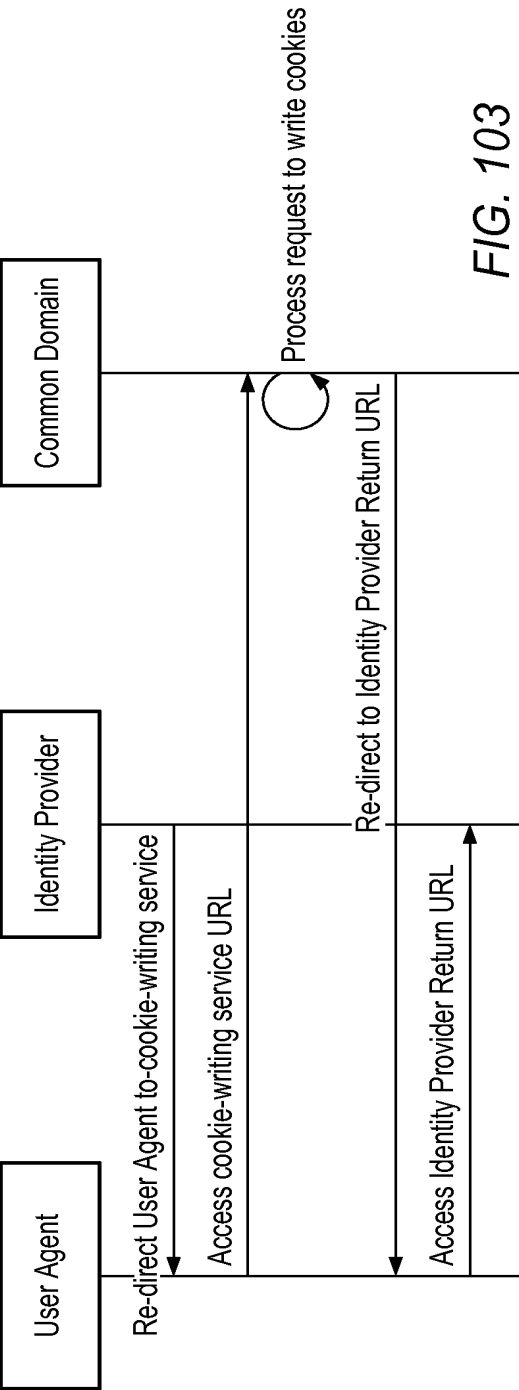 User Agent
Identity Provider
Common Domain
Re-direct User Agent to-cookie-writing service
Access cookie-writing service URL
Process request to write cookies
Re-direct to Identity Provider Return URL
Access Identity Provider Return URL
FIG. 103